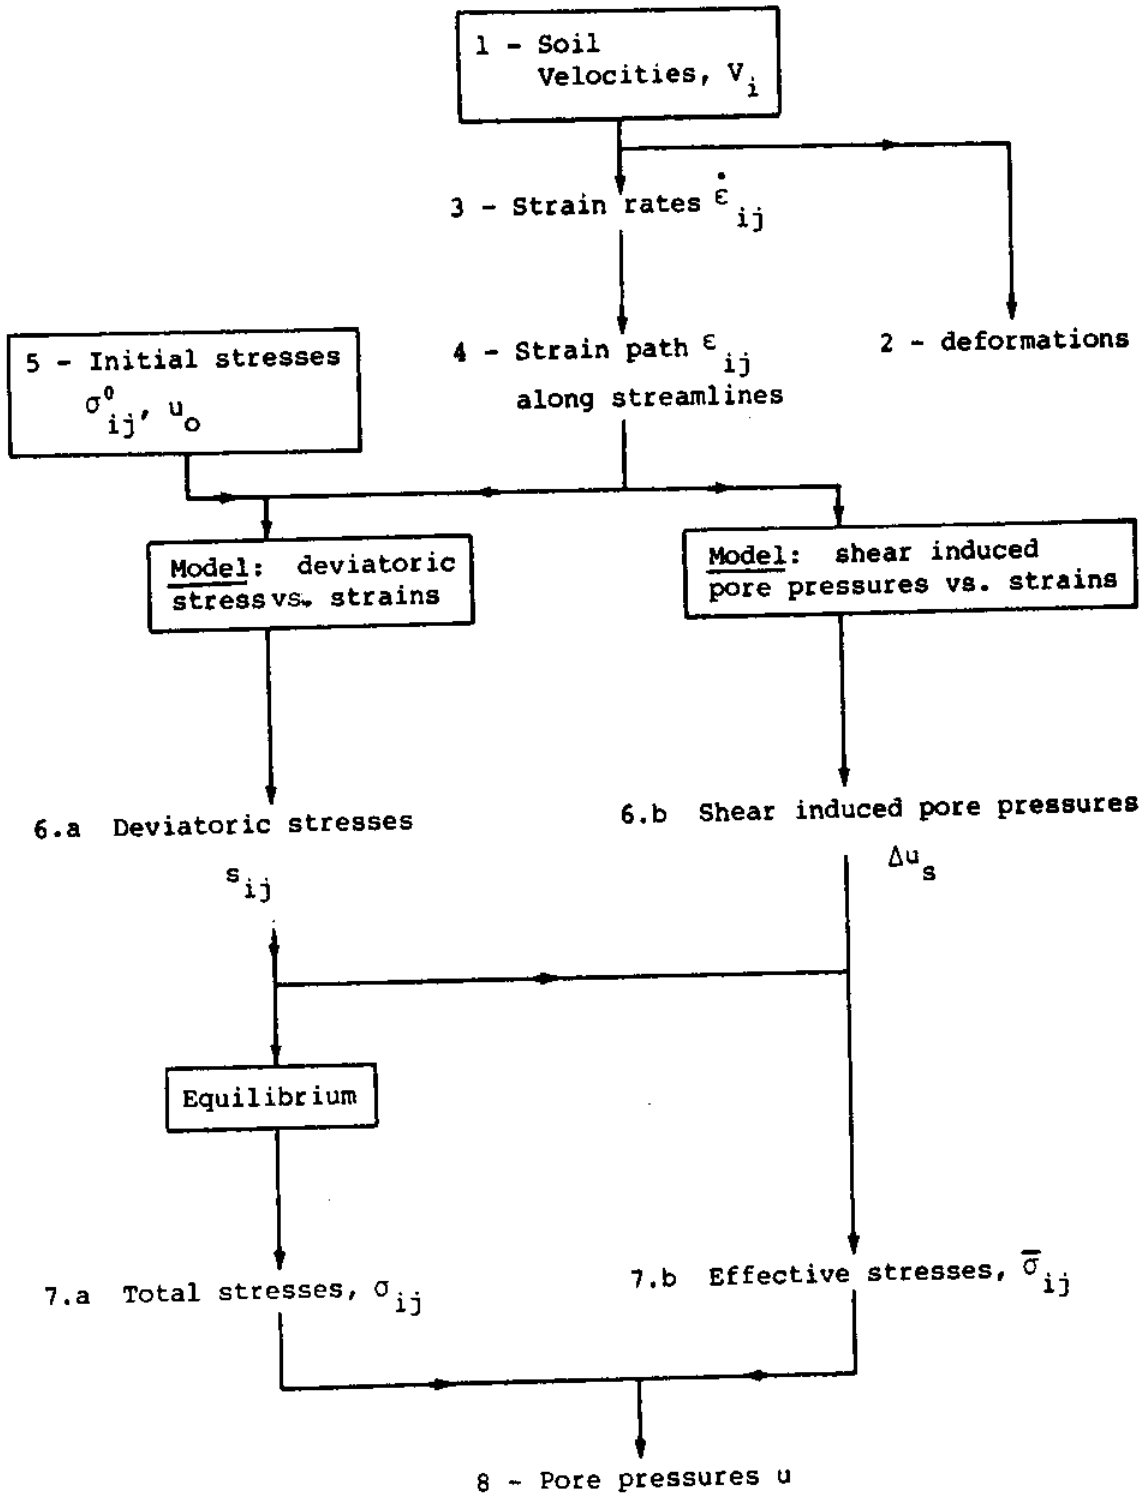 1 - Soil
Velocities, V_i
3 - Strain rates ε̇_ij
4 - Strain path ε_ij
along streamlines
2 - deformations
5 - Initial stresses
σ⁰_ij, u_o
Model: deviatoric
stress vs. strains
Model: shear induced
pore pressures vs. strains
6.a Deviatoric stresses
s_ij
6.b Shear induced pore pressures
Δu_s
Equilibrium
7.a Total stresses, σ_ij
7.b Effective stresses, σ̅_ij
8 - Pore pressures u